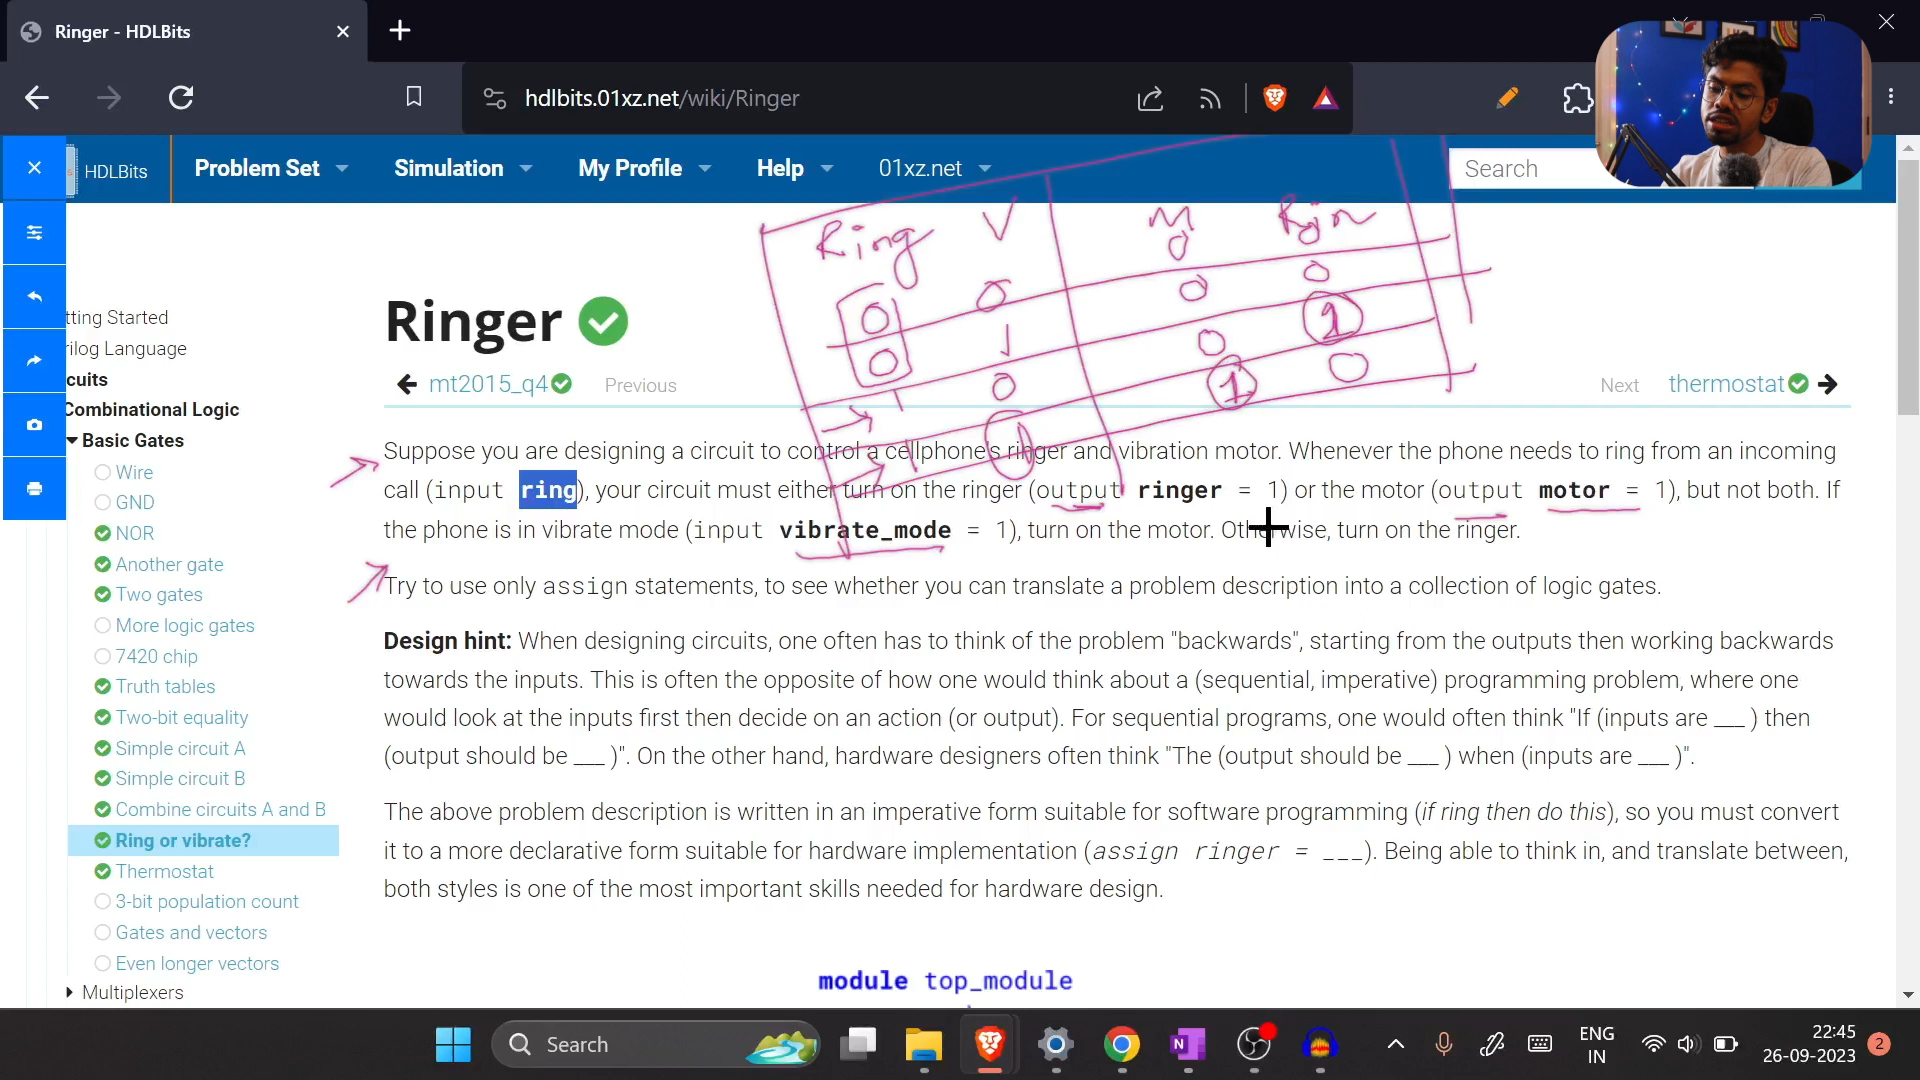 Ringer - HDLBits
hdlbits.01xz.net/wiki/Ringer
HDLBits
Problem Set
Simulation
My Profile
Help
01xz.net
Search
Ring V M
0 0 0 0
0 1 0 0
1 0 0 1
1 1 1 0
tting Started
rilog Language
cuits
Combinational Logic
Basic Gates
Wire
GND
NOR
Another gate
Two gates
More logic gates
7420 chip
Truth tables
Two-bit equality
Simple circuit A
Simple circuit B
Combine circuits A and B
Ring or vibrate?
Thermostat
3-bit population count
Gates and vectors
Even longer vectors
Multiplexers
Ringer
mt2015_q4 Previous
Next thermostat
Suppose you are designing a circuit to control a cellphone's ringer and vibration motor. Whenever the phone needs to ring from an incoming
call (input ring), your circuit must either turn on the ringer (output ringer = 1) or the motor (output motor = 1), but not both. If
the phone is in vibrate mode (input vibrate_mode = 1), turn on the motor. Otherwise, turn on the ringer.
Try to use only assign statements, to see whether you can translate a problem description into a collection of logic gates.
Design hint: When designing circuits, one often has to think of the problem "backwards", starting from the outputs then working backwards
towards the inputs. This is often the opposite of how one would think about a (sequential, imperative) programming problem, where one
would look at the inputs first then decide on an action (or output). For sequential programs, one would often think "If (inputs are ___ ) then
(output should be ___ )". On the other hand, hardware designers often think "The (output should be ___ ) when (inputs are ___ )".
The above problem description is written in an imperative form suitable for software programming (if ring then do this), so you must convert
it to a more declarative form suitable for hardware implementation (assign ringer = ___). Being able to think in, and translate between,
both styles is one of the most important skills needed for hardware design.
module top_module
Search
ENG
IN
22:45
26-09-2023
2